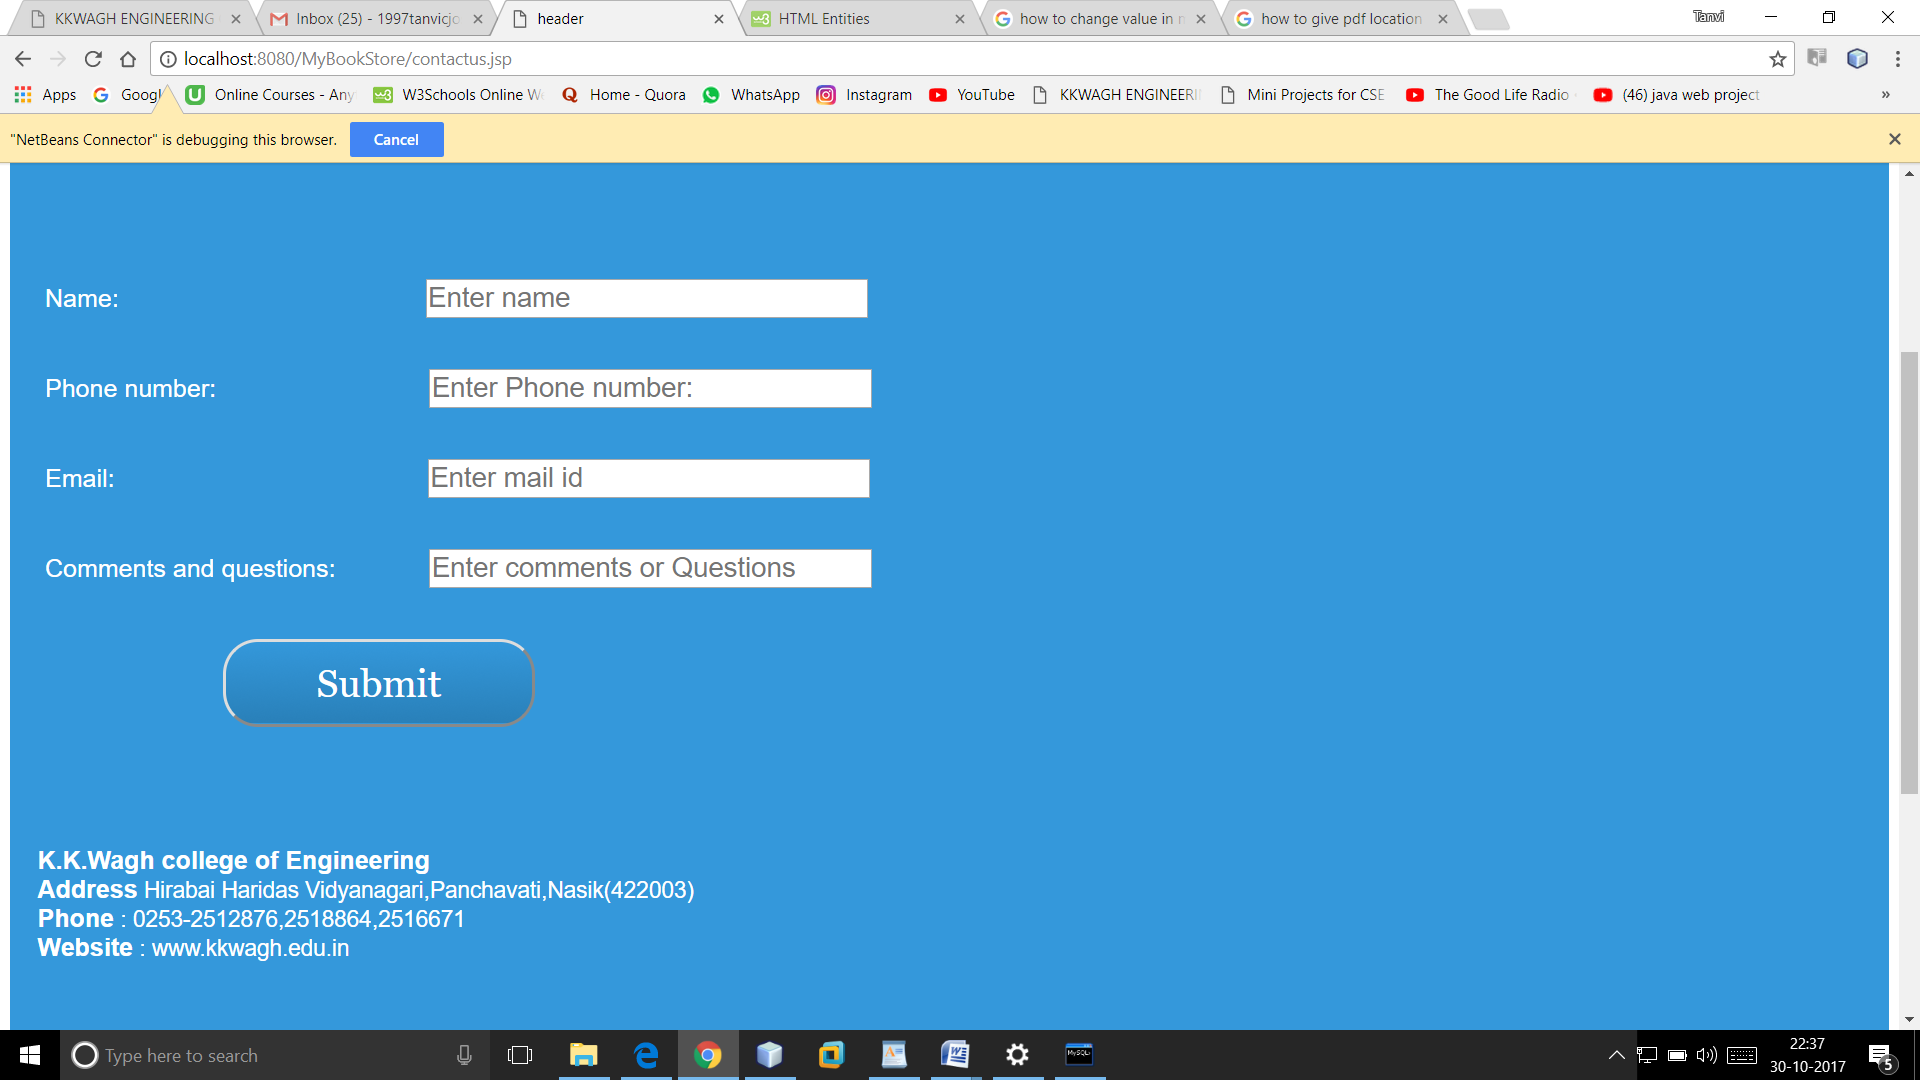 KKWAGH ENGINEERING
Inbox (25) - 1997tanvicjo
header
HTML Entities
how to change value in n
how to give pdf location
Tanvi
localhost:8080/MyBookStore/contactus.jsp
Apps
Googl
Online Courses - Any
W3Schools Online We
Home - Quora
WhatsApp
Instagram
YouTube
KKWAGH ENGINEERI
Mini Projects for CSE
The Good Life Radio
(46) java web project
»
"NetBeans Connector" is debugging this browser.
Cancel
Name:
Enter name
Phone number:
Enter Phone number:
Email:
Enter mail id
Comments and questions:
Enter comments or Questions
Submit
K.K.Wagh college of Engineering
Address Hirabai Haridas Vidyanagari,Panchavati,Nasik(422003)
Phone : 0253-2512876,2518864,2516671
Website : www.kkwagh.edu.in
Type here to search
MySQL
22:37
30-10-2017
5